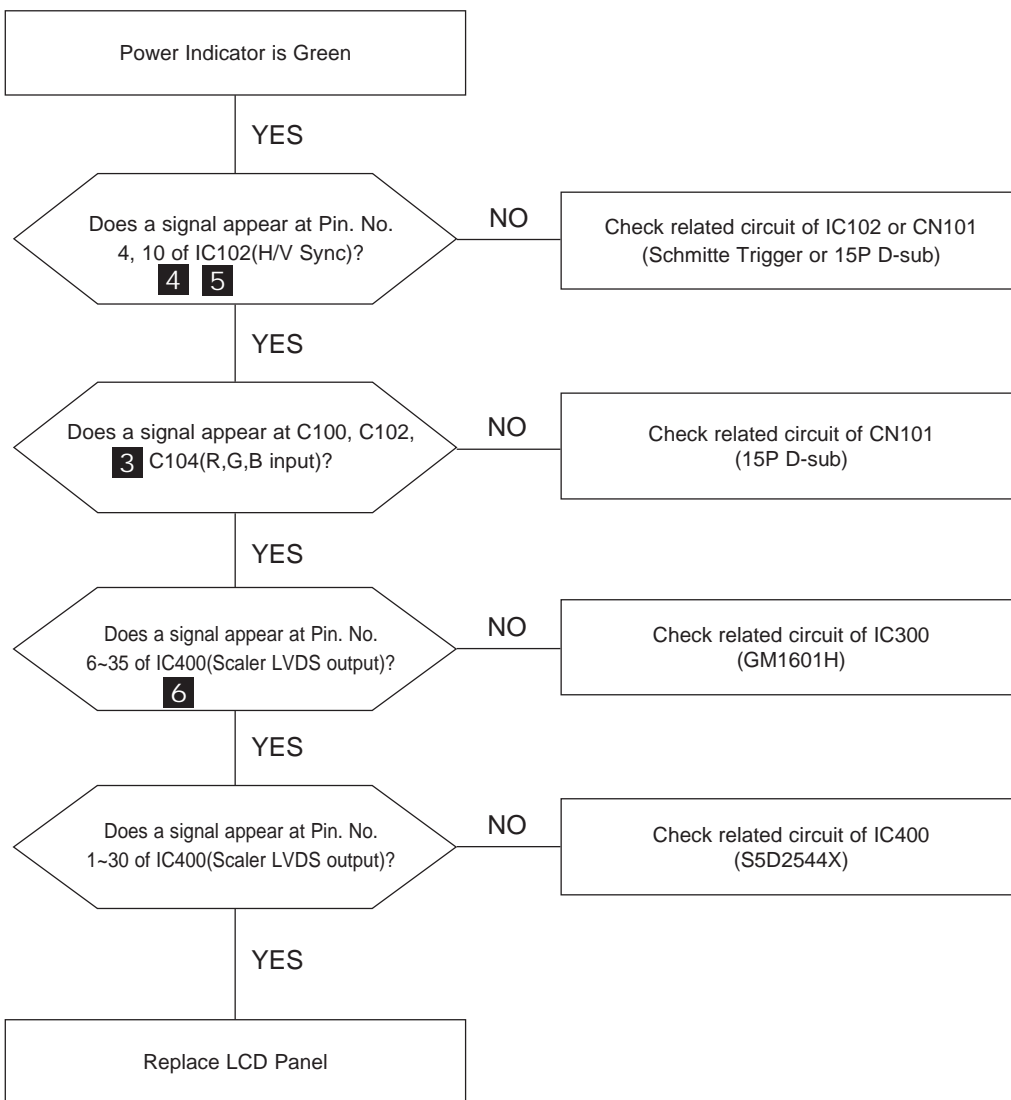 Power Indicator is Green
YES
Does a signal appear at Pin. No.
4, 10 of IC102(H/V Sync)?
4 5
NO
Check related circuit of IC102 or CN101
(Schmitte Trigger or 15P D-sub)
YES
Does a signal appear at C100, C102,
3 C104(R,G,B input)?
NO
Check related circuit of CN101
(15P D-sub)
YES
Does a signal appear at Pin. No.
6~35 of IC400(Scaler LVDS output)?
6
NO
Check related circuit of IC300
(GM1601H)
YES
Does a signal appear at Pin. No.
1~30 of IC400(Scaler LVDS output)?
NO
Check related circuit of IC400
(S5D2544X)
YES
Replace LCD Panel